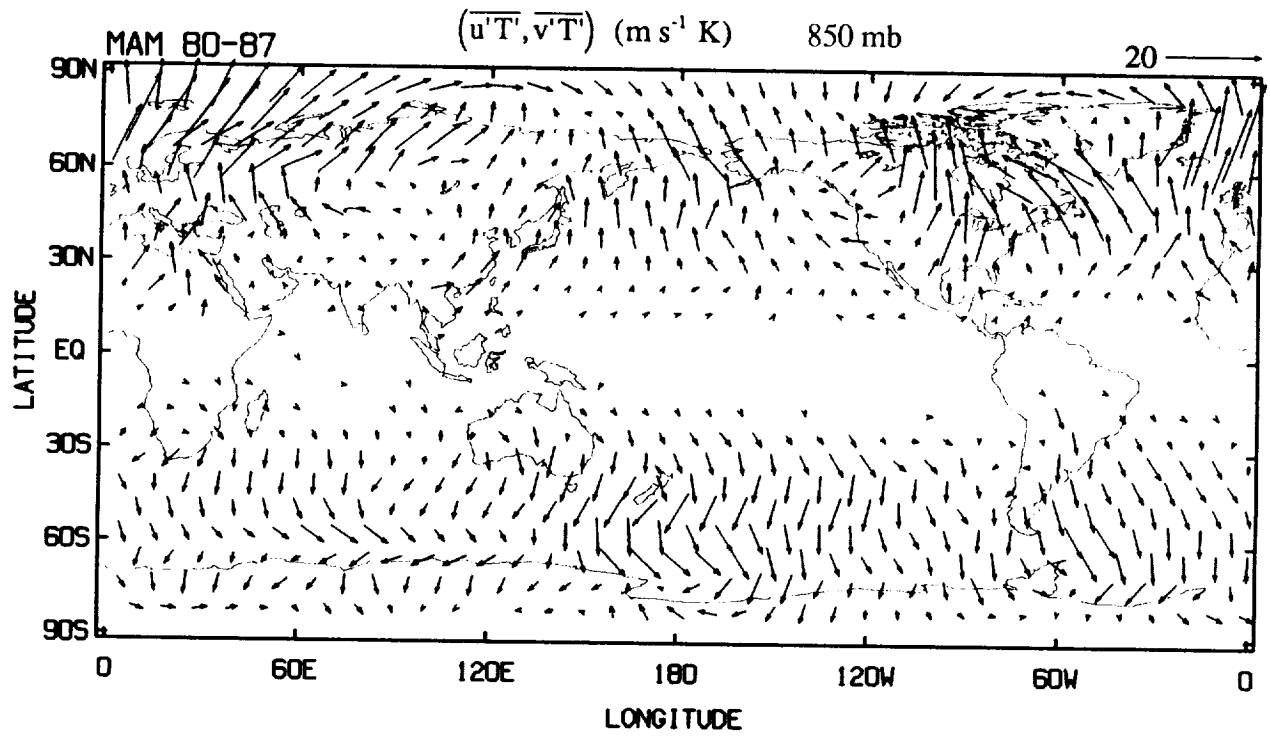 (u'T', v'T') (m s⁻¹ K) 850 mb
MAM 80-87
20
90N
60N
30N
EQ
30S
60S
90S
LATITUDE
0 60E 120E 180 120W 60W 0
LONGITUDE